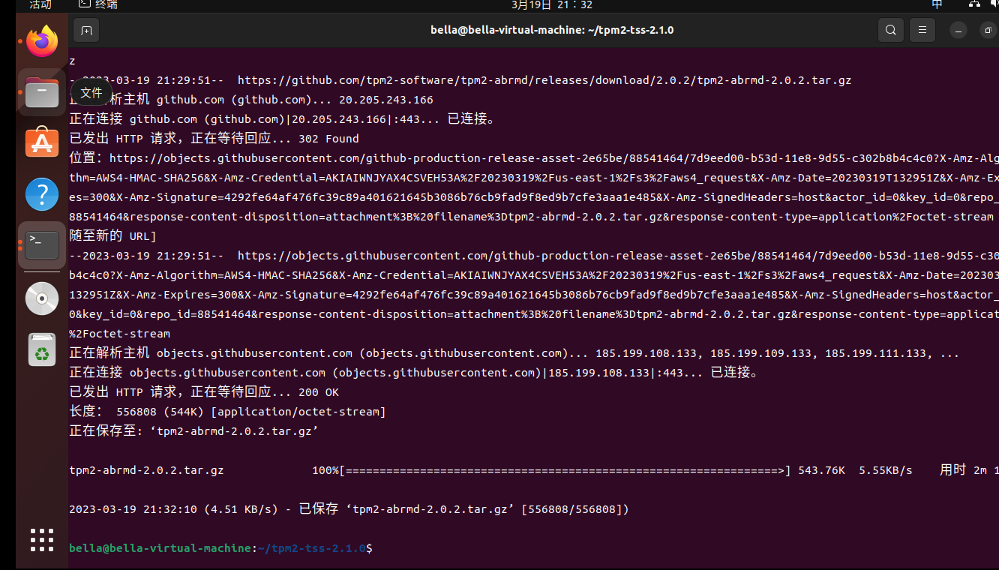 活动 终端 3月19日 21：32 中
bella@bella-virtual-machine: ~/tpm2-tss-2.1.0
z
2023-03-19 21:29:51-- https://github.com/tpm2-software/tpm2-abrmd/releases/download/2.0.2/tpm2-abrmd-2.0.2.tar.gz
文件
析主机 github.com (github.com)... 20.205.243.166
正在连接 github.com (github.com)|20.205.243.166|:443... 已连接。
已发出 HTTP 请求，正在等待回应... 302 Found
位置：https://objects.githubusercontent.com/github-production-release-asset-2e65be/88541464/7d9eed00-b53d-11e8-9d55-c302b8b4c4c0?X-Amz-Algo
thm=AWS4-HMAC-SHA256&X-Amz-Credential=AKIAIWNJYAX4CSVEH53A%2F20230319%2Fus-east-1%2Fs3%2Faws4_request&X-Amz-Date=20230319T132951Z&X-Amz-Ex
es=300&X-Amz-Signature=4292fe64af476fc39c89a401621645b3086b76cb9fad9f8ed9b7cfe3aaa1e485&X-Amz-SignedHeaders=host&actor_id=0&key_id=0&repo_
88541464&response-content-disposition=attachment%3B%20filename%3Dtpm2-abrmd-2.0.2.tar.gz&response-content-type=application%2Foctet-stream
随至新的 URL]
--2023-03-19 21:29:51-- https://objects.githubusercontent.com/github-production-release-asset-2e65be/88541464/7d9eed00-b53d-11e8-9d55-c30
b4c4c0?X-Amz-Algorithm=AWS4-HMAC-SHA256&X-Amz-Credential=AKIAIWNJYAX4CSVEH53A%2F20230319%2Fus-east-1%2Fs3%2Faws4_request&X-Amz-Date=202303
132951Z&X-Amz-Expires=300&X-Amz-Signature=4292fe64af476fc39c89a401621645b3086b76cb9fad9f8ed9b7cfe3aaa1e485&X-Amz-SignedHeaders=host&actor_
0&key_id=0&repo_id=88541464&response-content-disposition=attachment%3B%20filename%3Dtpm2-abrmd-2.0.2.tar.gz&response-content-type=applicat
%2Foctet-stream
正在解析主机 objects.githubusercontent.com (objects.githubusercontent.com)... 185.199.108.133, 185.199.109.133, 185.199.111.133, ...
正在连接 objects.githubusercontent.com (objects.githubusercontent.com)|185.199.108.133|:443... 已连接。
已发出 HTTP 请求，正在等待回应... 200 OK
长度： 556808 (544K) [application/octet-stream]
正在保存至: ‘tpm2-abrmd-2.0.2.tar.gz’
tpm2-abrmd-2.0.2.tar.gz 100%[================================================================>] 543.76K 5.55KB/s 用时 2m 1
2023-03-19 21:32:10 (4.51 KB/s) - 已保存 ‘tpm2-abrmd-2.0.2.tar.gz’ [556808/556808])
bella@bella-virtual-machine:~/tpm2-tss-2.1.0$